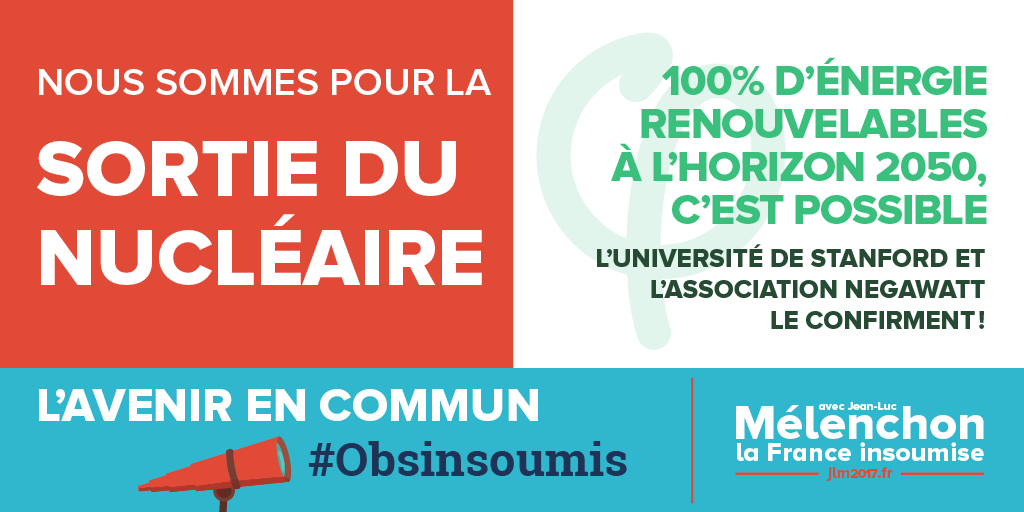 NOUS SOMMES POUR LA
SORTIE DU
NUCLÉAIRE
100% D'ÉNERGIE
RENOUVELABLES
À L'HORIZON 2050,
C'EST POSSIBLE
L'UNIVERSITÉ DE STANFORD ET
L'ASSOCIATION NEGAWATT
LE CONFIRMENT !
L'AVENIR EN COMMUN
#Obsinsoumis
avec Jean-Luc
Mélenchon
la France insoumise
jlm2017.fr